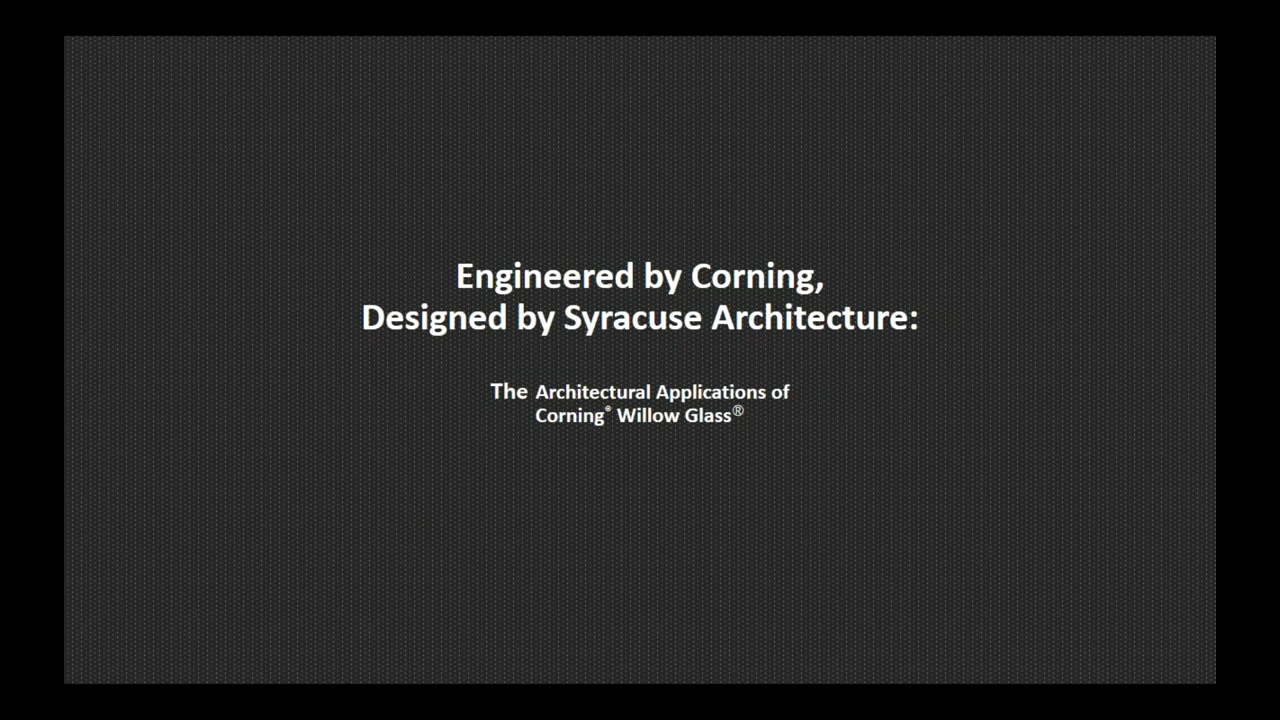 Engineered by Corning,
Designed by Syracuse Architecture:
The Architectural Applications of
Corning® Willow Glass®